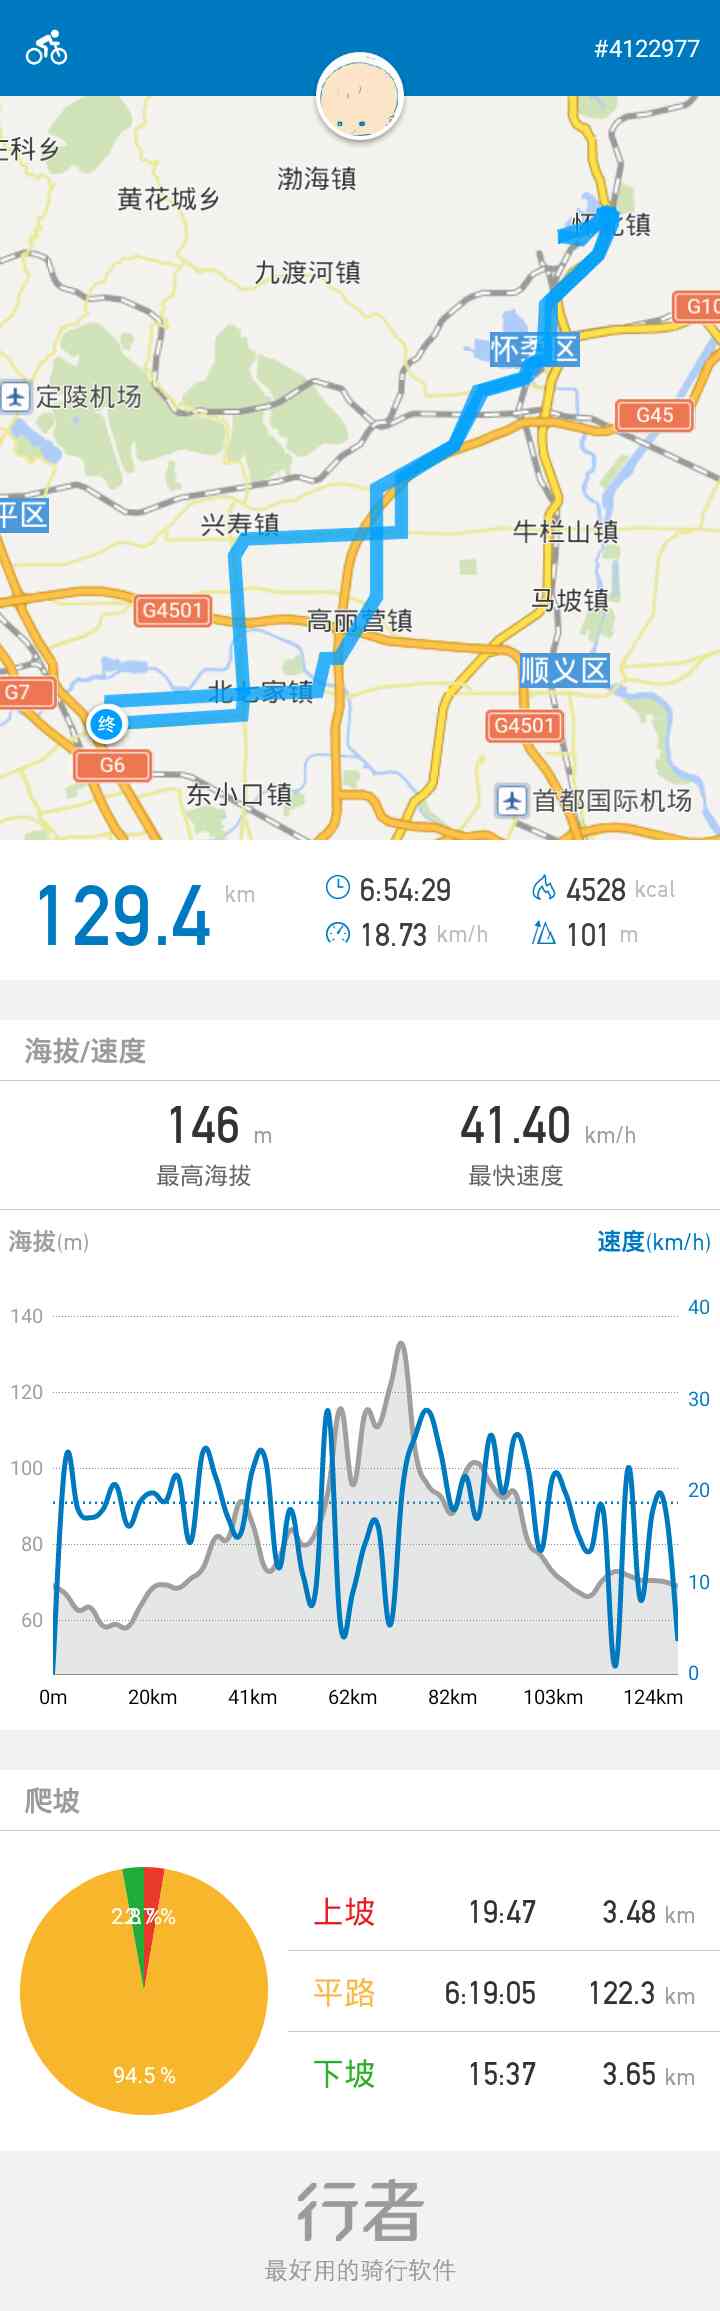 #4122977
庄科乡
渤海镇
黄花城乡
怀北镇
九渡河镇
G10
怀柔区
定陵机场
G45
平区
兴寿镇
牛栏山镇
马坡镇
G4501
高丽营镇
顺义区
G7
北七家镇
终
G4501
G6
东小口镇
首都国际机场
129.4 km
6:54:29
4528 kcal
18.73 km/h
101 m
海拔/速度
146 m
41.40 km/h
最高海拔
最快速度
海拔(m)
速度(km/h)
140
40
120
30
100
20
80
10
60
0
0m 20km 41km 62km 82km 103km 124km
爬坡
上坡 19:47 3.48 km
平路 6:19:05 122.3 km
94.5 %
下坡 15:37 3.65 km
行者
最好用的骑行软件